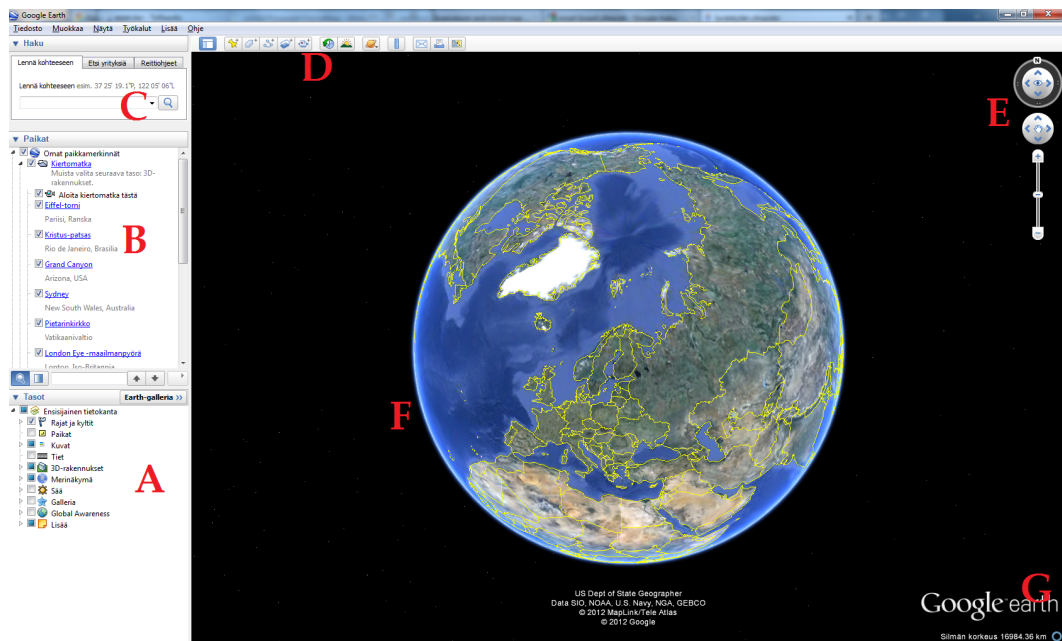 Google Earth
Tiedosto Muokkaa Näytä Työkalut Lisää Ohje
Haku
Lennä kohteeseen Etsi yrityksiä Reittiohjeet
Lennä kohteeseen esim. 37 25' 19.1"P, 122 05' 06"L
C
D
E
N
Paikat
Omat paikkamerkinnät
Kiertomatka
Muista valita seuraava taso: 3D-
rakennukset.
Aloita kiertomatka tästä
Eiffel-torni
Pariisi, Ranska
Kristus-patsas
B
Rio de Janeiro, Brasilia
Grand Canyon
Arizona, USA
Sydney
New South Wales, Australia
Pietarinkirkko
Vatikaanivaltio
London Eye -maailmanpyörä
Lontoo, Iso-Britannia
Tasot Earth-galleria >>
Ensisijainen tietokanta
Rajat ja kyltit
Paikat
Kuvat
Tiet
3D-rakennukset
Merinäkymä
Sää
Galleria
Global Awareness
Lisää
A
F
G
US Dept of State Geographer
Data SIO, NOAA, U.S. Navy, NGA, GEBCO
© 2012 MapLink/Tele Atlas
© 2012 Google
Google earth
Silmän korkeus 16984.36 km